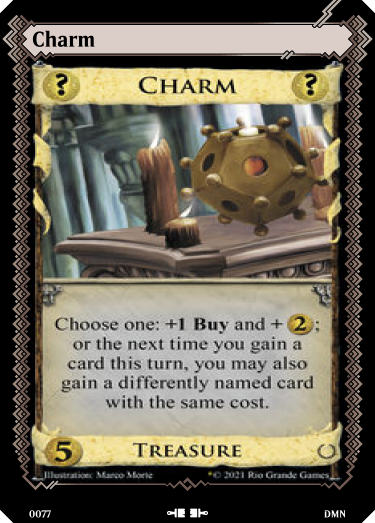 Charm
? CHARM ?
Choose one: +1 Buy and + 2;
or the next time you gain a
card this turn, you may also
gain a differently named card
with the same cost.
5 TREASURE
Illustration: Marco Morte *© 2021 Rio Grande Games
0077 DMN